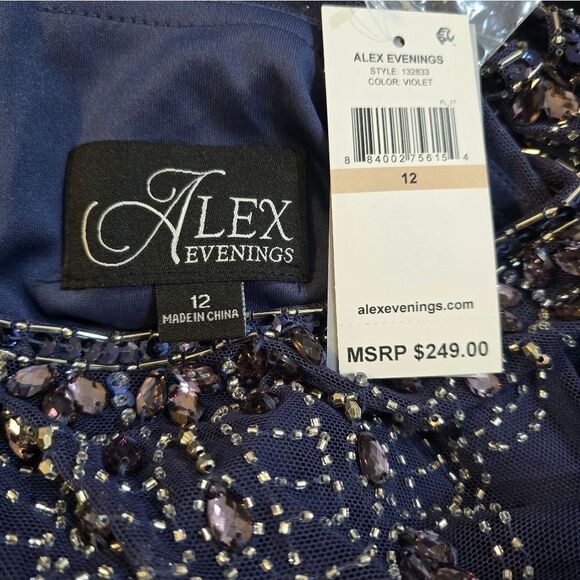 ALEX
EVENINGS
12
MADE IN CHINA
ALEX EVENINGS
STYLE: 132833
COLOR: VIOLET
FL_17
8 84002 75615 4
12
alexevenings.com
MSRP $249.00